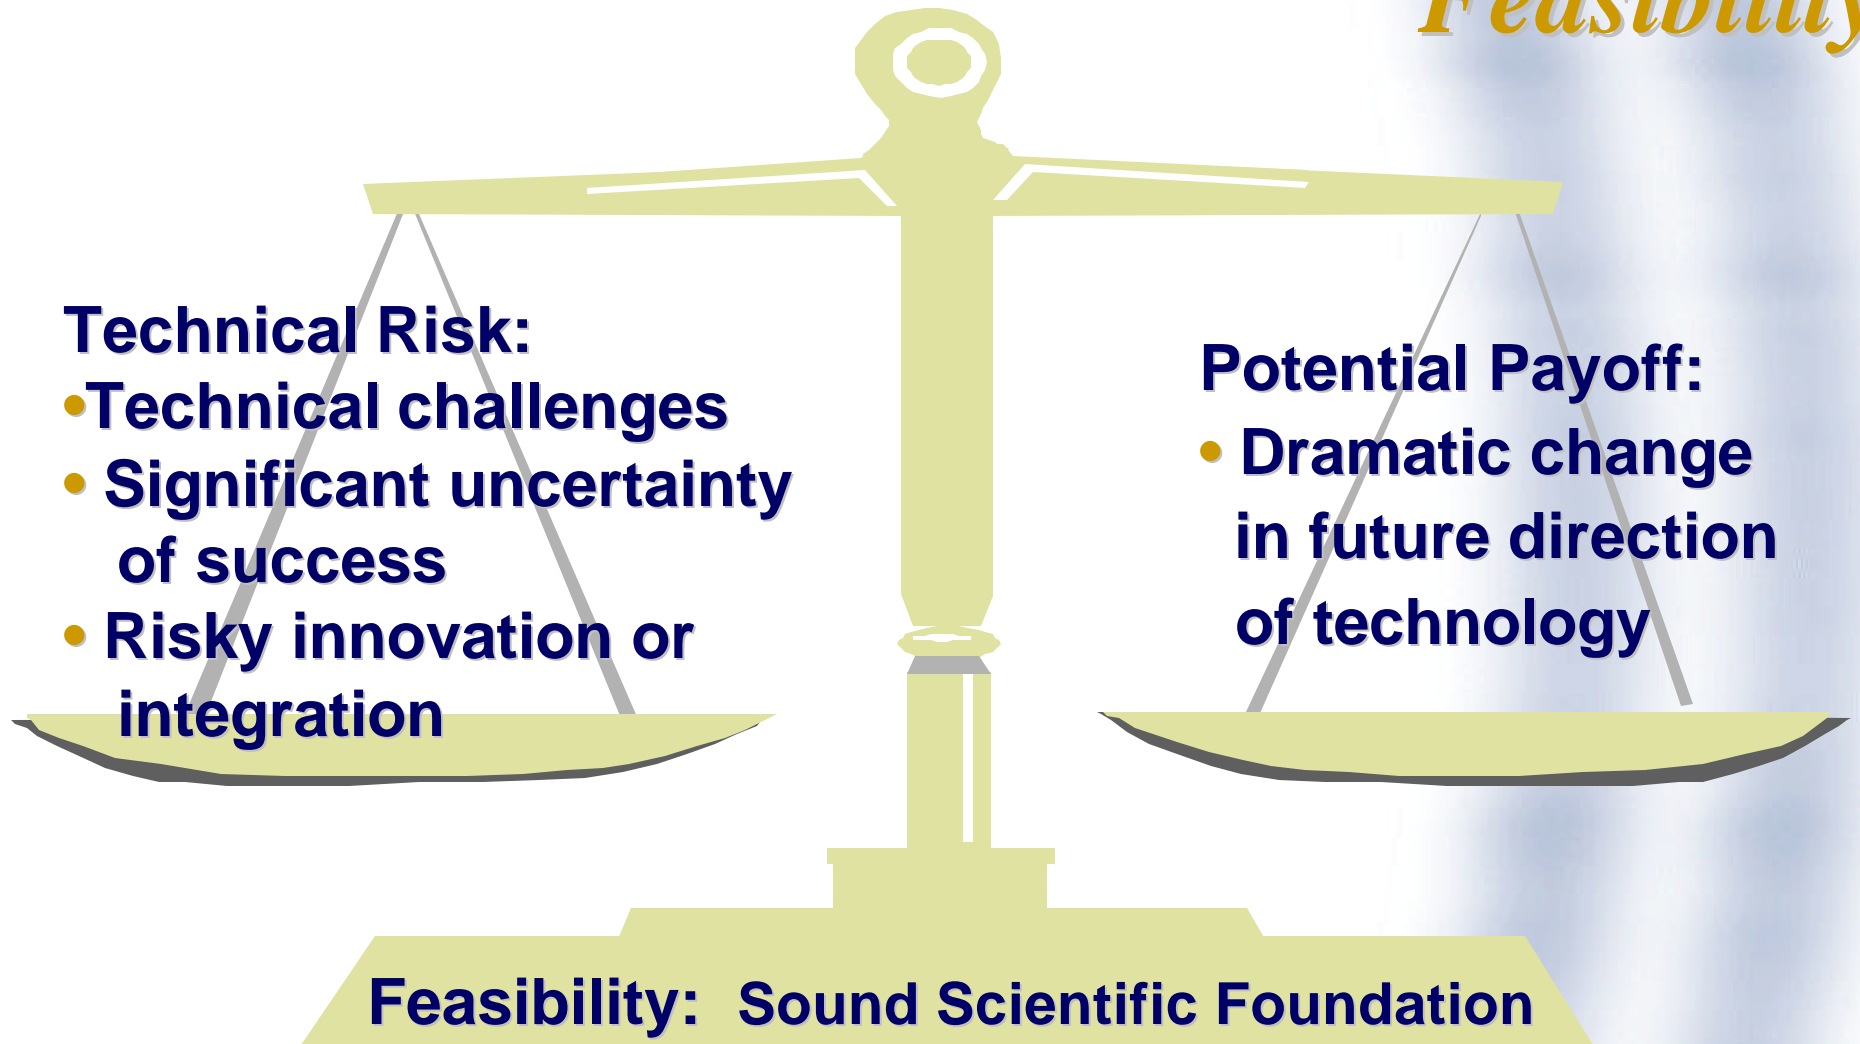 Feasibility
Technical Risk:
•Technical challenges
• Significant uncertainty
of success
• Risky innovation or
integration
Potential Payoff:
• Dramatic change
in future direction
of technology
Feasibility: Sound Scientific Foundation